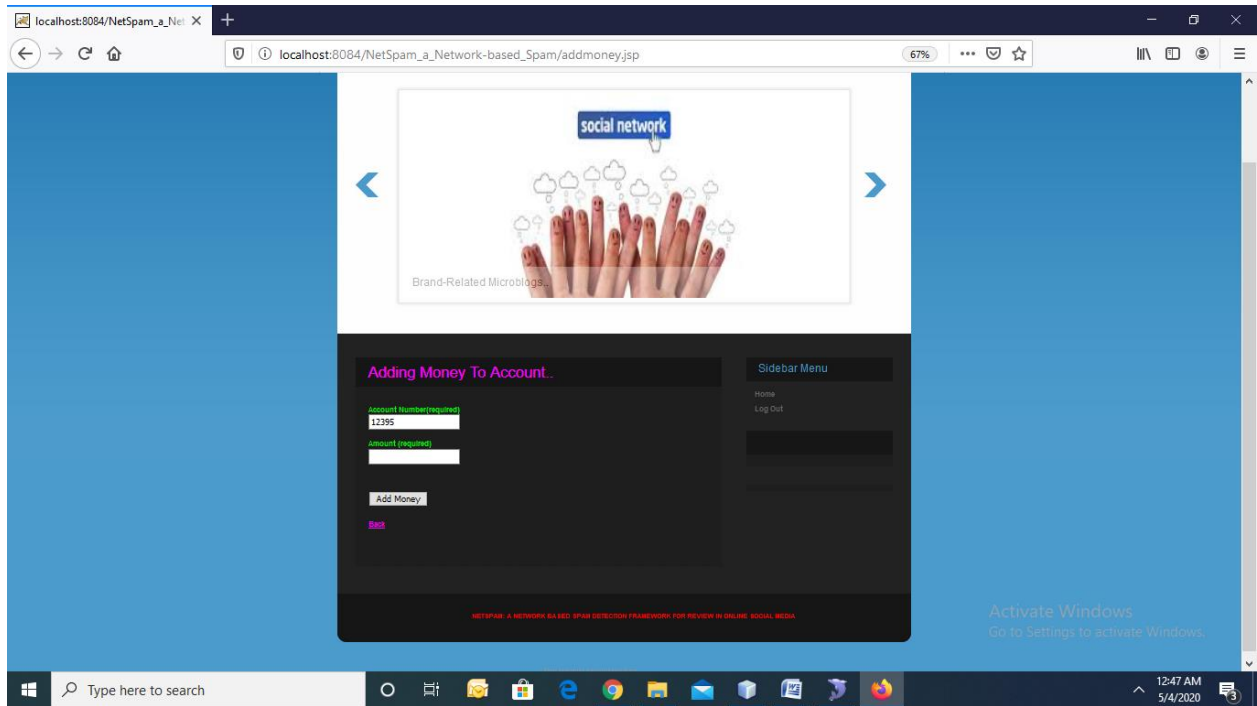 localhost:8084/NetSpam_a_Net
localhost:8084/NetSpam_a_Network-based_Spam/addmoney.jsp
67%
social network
Brand-Related Microblogs..
Adding Money To Account..
Sidebar Menu
Home
Log Out
Account Number(required)
12395
Amount (required)
Add Money
Back
NETSPAM: A NETWORK BASED SPAM DETECTION FRAMEWORK FOR REVIEW IN ONLINE SOCIAL MEDIA
Activate Windows
Go to Settings to activate Windows.
Type here to search
12:47 AM
5/4/2020
3